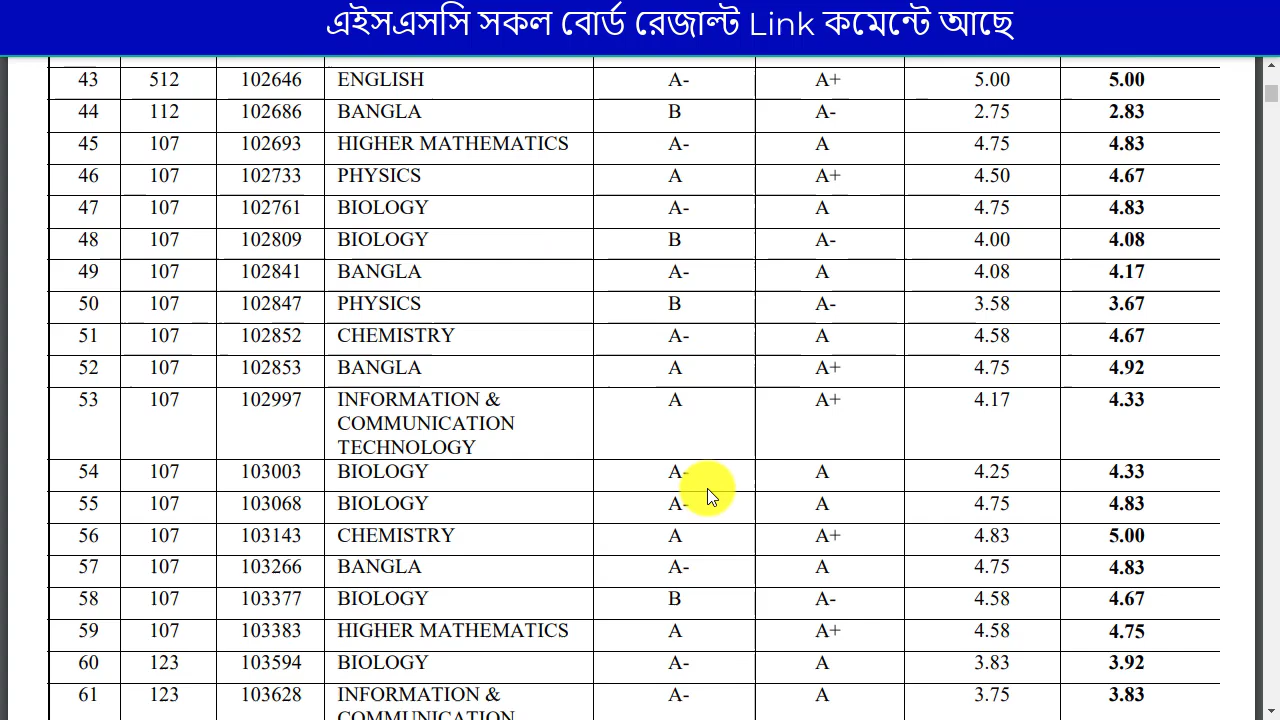 এইসএসসি সকল বোর্ড রেজাল্ট Link কমেন্টে আছে
43 512 102646 ENGLISH A- A+ 5.00 5.00
44 112 102686 BANGLA B A- 2.75 2.83
45 107 102693 HIGHER MATHEMATICS A- A 4.75 4.83
46 107 102733 PHYSICS A A+ 4.50 4.67
47 107 102761 BIOLOGY A- A 4.75 4.83
48 107 102809 BIOLOGY B A- 4.00 4.08
49 107 102841 BANGLA A- A 4.08 4.17
50 107 102847 PHYSICS B A- 3.58 3.67
51 107 102852 CHEMISTRY A- A 4.58 4.67
52 107 102853 BANGLA A A+ 4.75 4.92
53 107 102997 INFORMATION & A A+ 4.17 4.33
COMMUNICATION
TECHNOLOGY
54 107 103003 BIOLOGY A- A 4.25 4.33
55 107 103068 BIOLOGY A- A 4.75 4.83
56 107 103143 CHEMISTRY A A+ 4.83 5.00
57 107 103266 BANGLA A- A 4.75 4.83
58 107 103377 BIOLOGY B A- 4.58 4.67
59 107 103383 HIGHER MATHEMATICS A A+ 4.58 4.75
60 123 103594 BIOLOGY A- A 3.83 3.92
61 123 103628 INFORMATION & A- A 3.75 3.83
COMMUNICATION